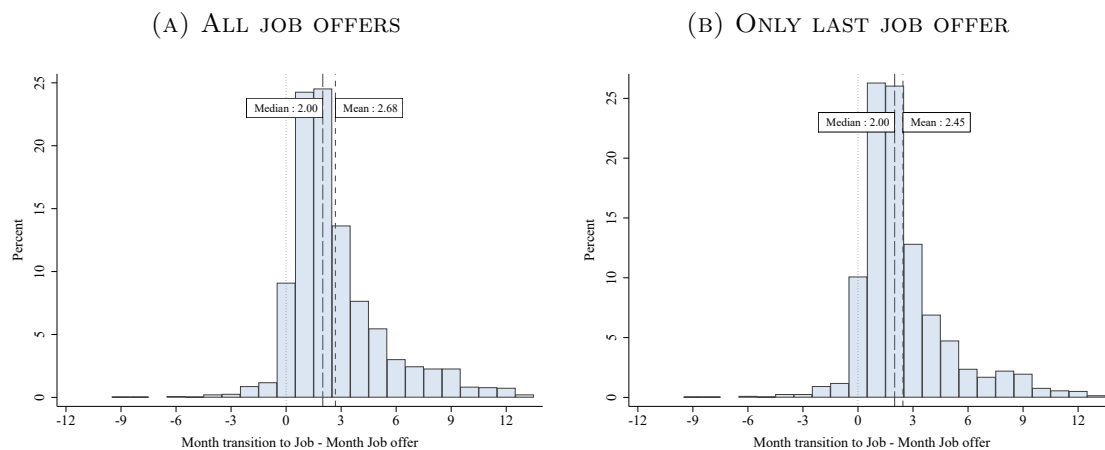 (A) ALL JOB OFFERS
25
20
15
10
5
0
Percent
Median : 2.00
Mean : 2.68
-12 -9 -6 -3 0 3 6 9 12
Month transition to Job - Month Job offer
(B) ONLY LAST JOB OFFER
25
20
15
10
5
0
Percent
Median : 2.00
Mean : 2.45
-12 -9 -6 -3 0 3 6 9 12
Month transition to Job - Month Job offer